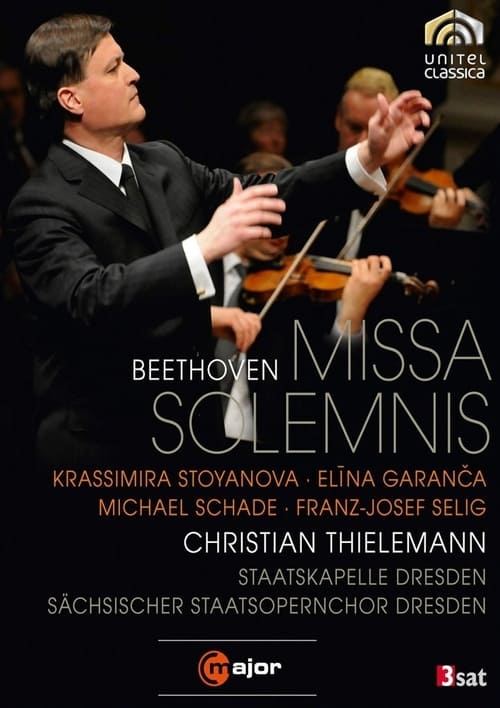 UNITEL
CLASSICA
BEETHOVEN MISSA
SOLEMNIS
KRASSIMIRA STOYANOVA · ELĪNA GARANČA
MICHAEL SCHADE · FRANZ-JOSEF SELIG
CHRISTIAN THIELEMANN
STAATSKAPELLE DRESDEN
SÄCHSISCHER STAATSOPERNCHOR DRESDEN
C major
3sat